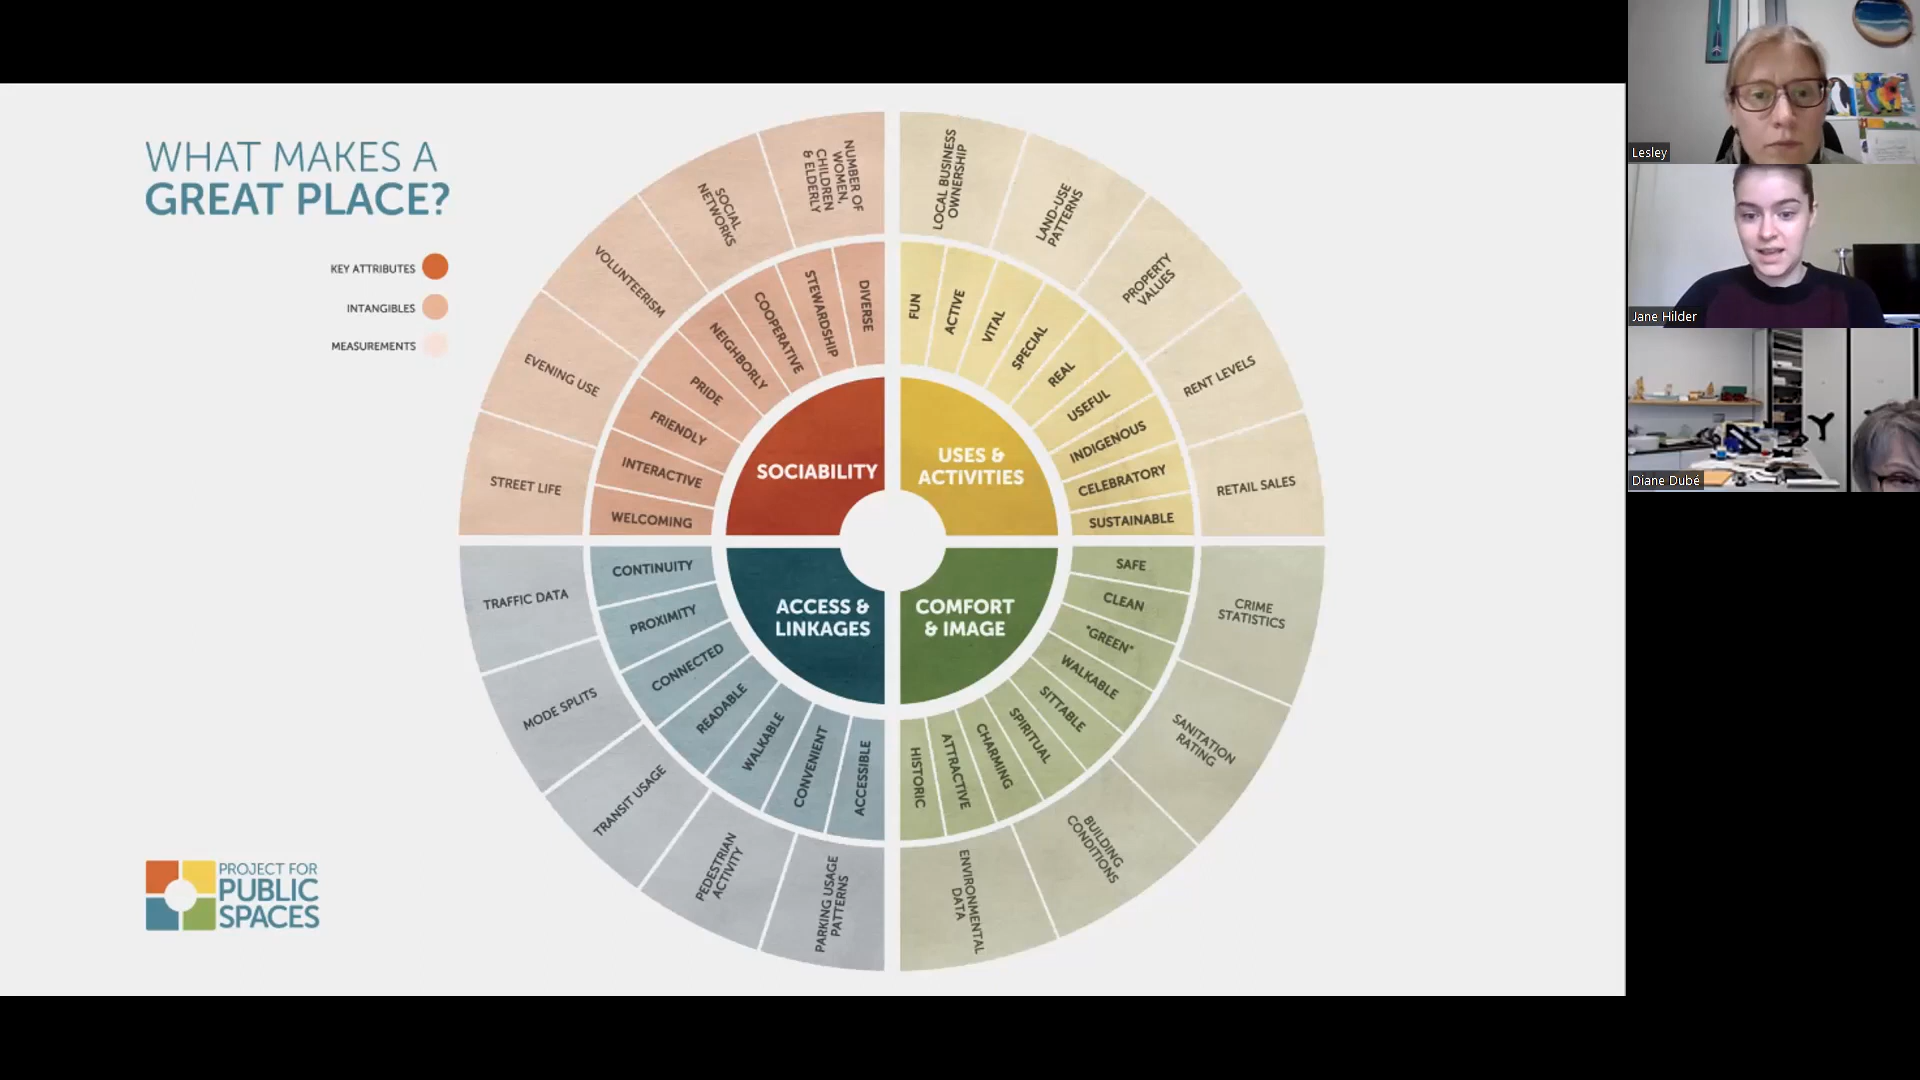 WHAT MAKES A
GREAT PLACE?
KEY ATTRIBUTES
INTANGIBLES
MEASUREMENTS
SOCIABILITY
USES &
ACTIVITIES
ACCESS &
LINKAGES
COMFORT
& IMAGE
DIVERSE
STEWARDSHIP
COOPERATIVE
NEIGHBORLY
PRIDE
FRIENDLY
INTERACTIVE
WELCOMING
NUMBER OF
WOMEN,
CHILDREN
& ELDERLY
SOCIAL
NETWORKS
VOLUNTEERISM
EVENING USE
STREET LIFE
FUN
ACTIVE
VITAL
SPECIAL
REAL
USEFUL
INDIGENOUS
CELEBRATORY
SUSTAINABLE
LOCAL BUSINESS
OWNERSHIP
LAND-USE
PATTERNS
PROPERTY
VALUES
RENT LEVELS
RETAIL SALES
CONTINUITY
PROXIMITY
CONNECTED
READABLE
WALKABLE
CONVENIENT
ACCESSIBLE
TRAFFIC DATA
MODE SPLITS
TRANSIT USAGE
PEDESTRIAN
ACTIVITY
PARKING USAGE
PATTERNS
SAFE
CLEAN
"GREEN"
WALKABLE
SITTABLE
SPIRITUAL
CHARMING
ATTRACTIVE
HISTORIC
CRIME
STATISTICS
SANITATION
RATING
BUILDING
CONDITIONS
ENVIRONMENTAL
DATA
PROJECT FOR
PUBLIC
SPACES
Lesley
Jane Hilder
Diane Dubé